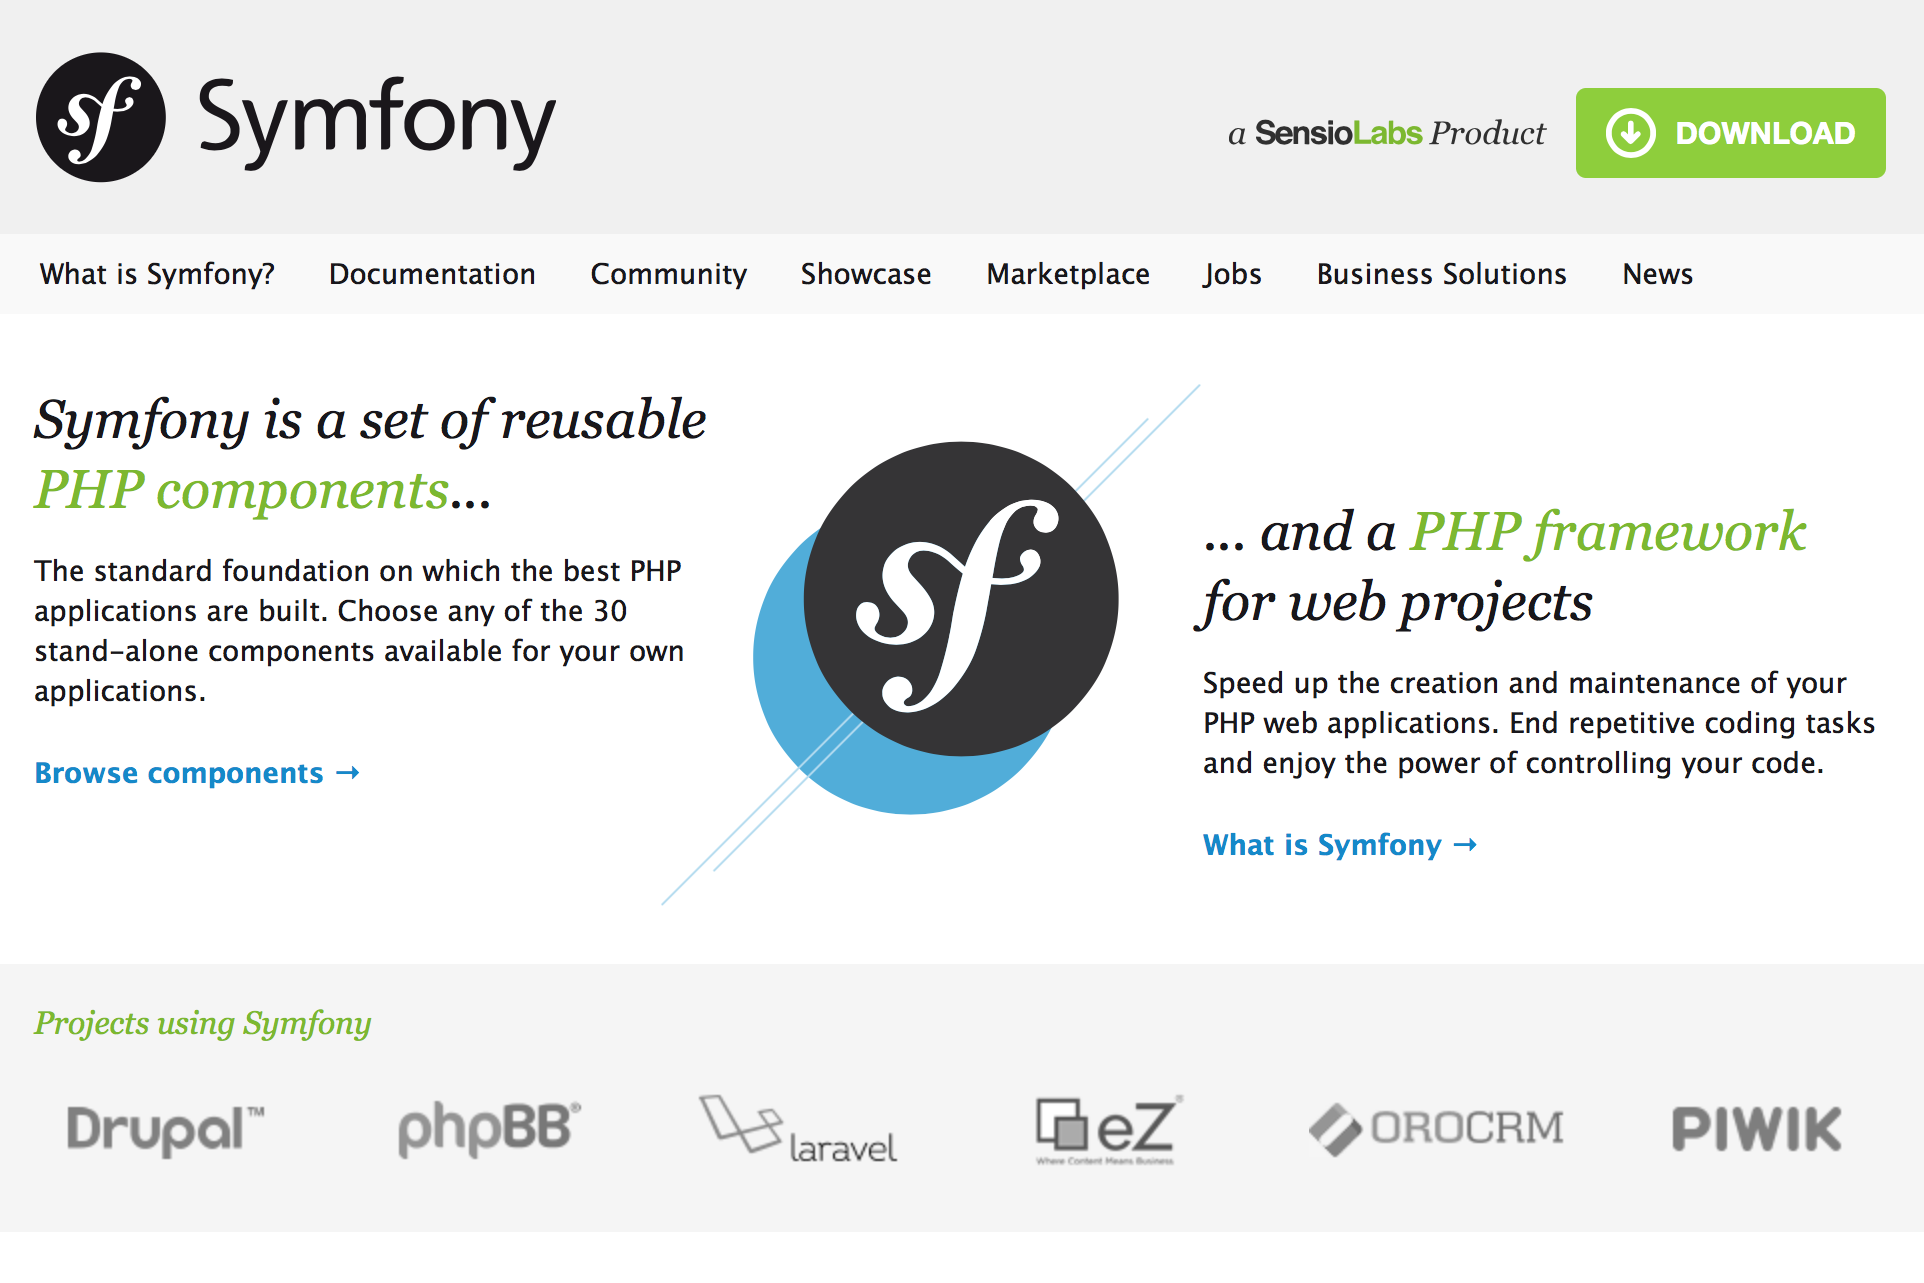 sf Symfony
a SensioLabs Product
DOWNLOAD
What is Symfony? Documentation Community Showcase Marketplace Jobs Business Solutions News
Symfony is a set of reusable
PHP components...
The standard foundation on which the best PHP
applications are built. Choose any of the 30
stand-alone components available for your own
applications.
Browse components →
sf
... and a PHP framework
for web projects
Speed up the creation and maintenance of your
PHP web applications. End repetitive coding tasks
and enjoy the power of controlling your code.
What is Symfony →
Projects using Symfony
Drupal™
phpBB®
laravel
eZ®
Where Content Means Business
OROCRM
PIWIK